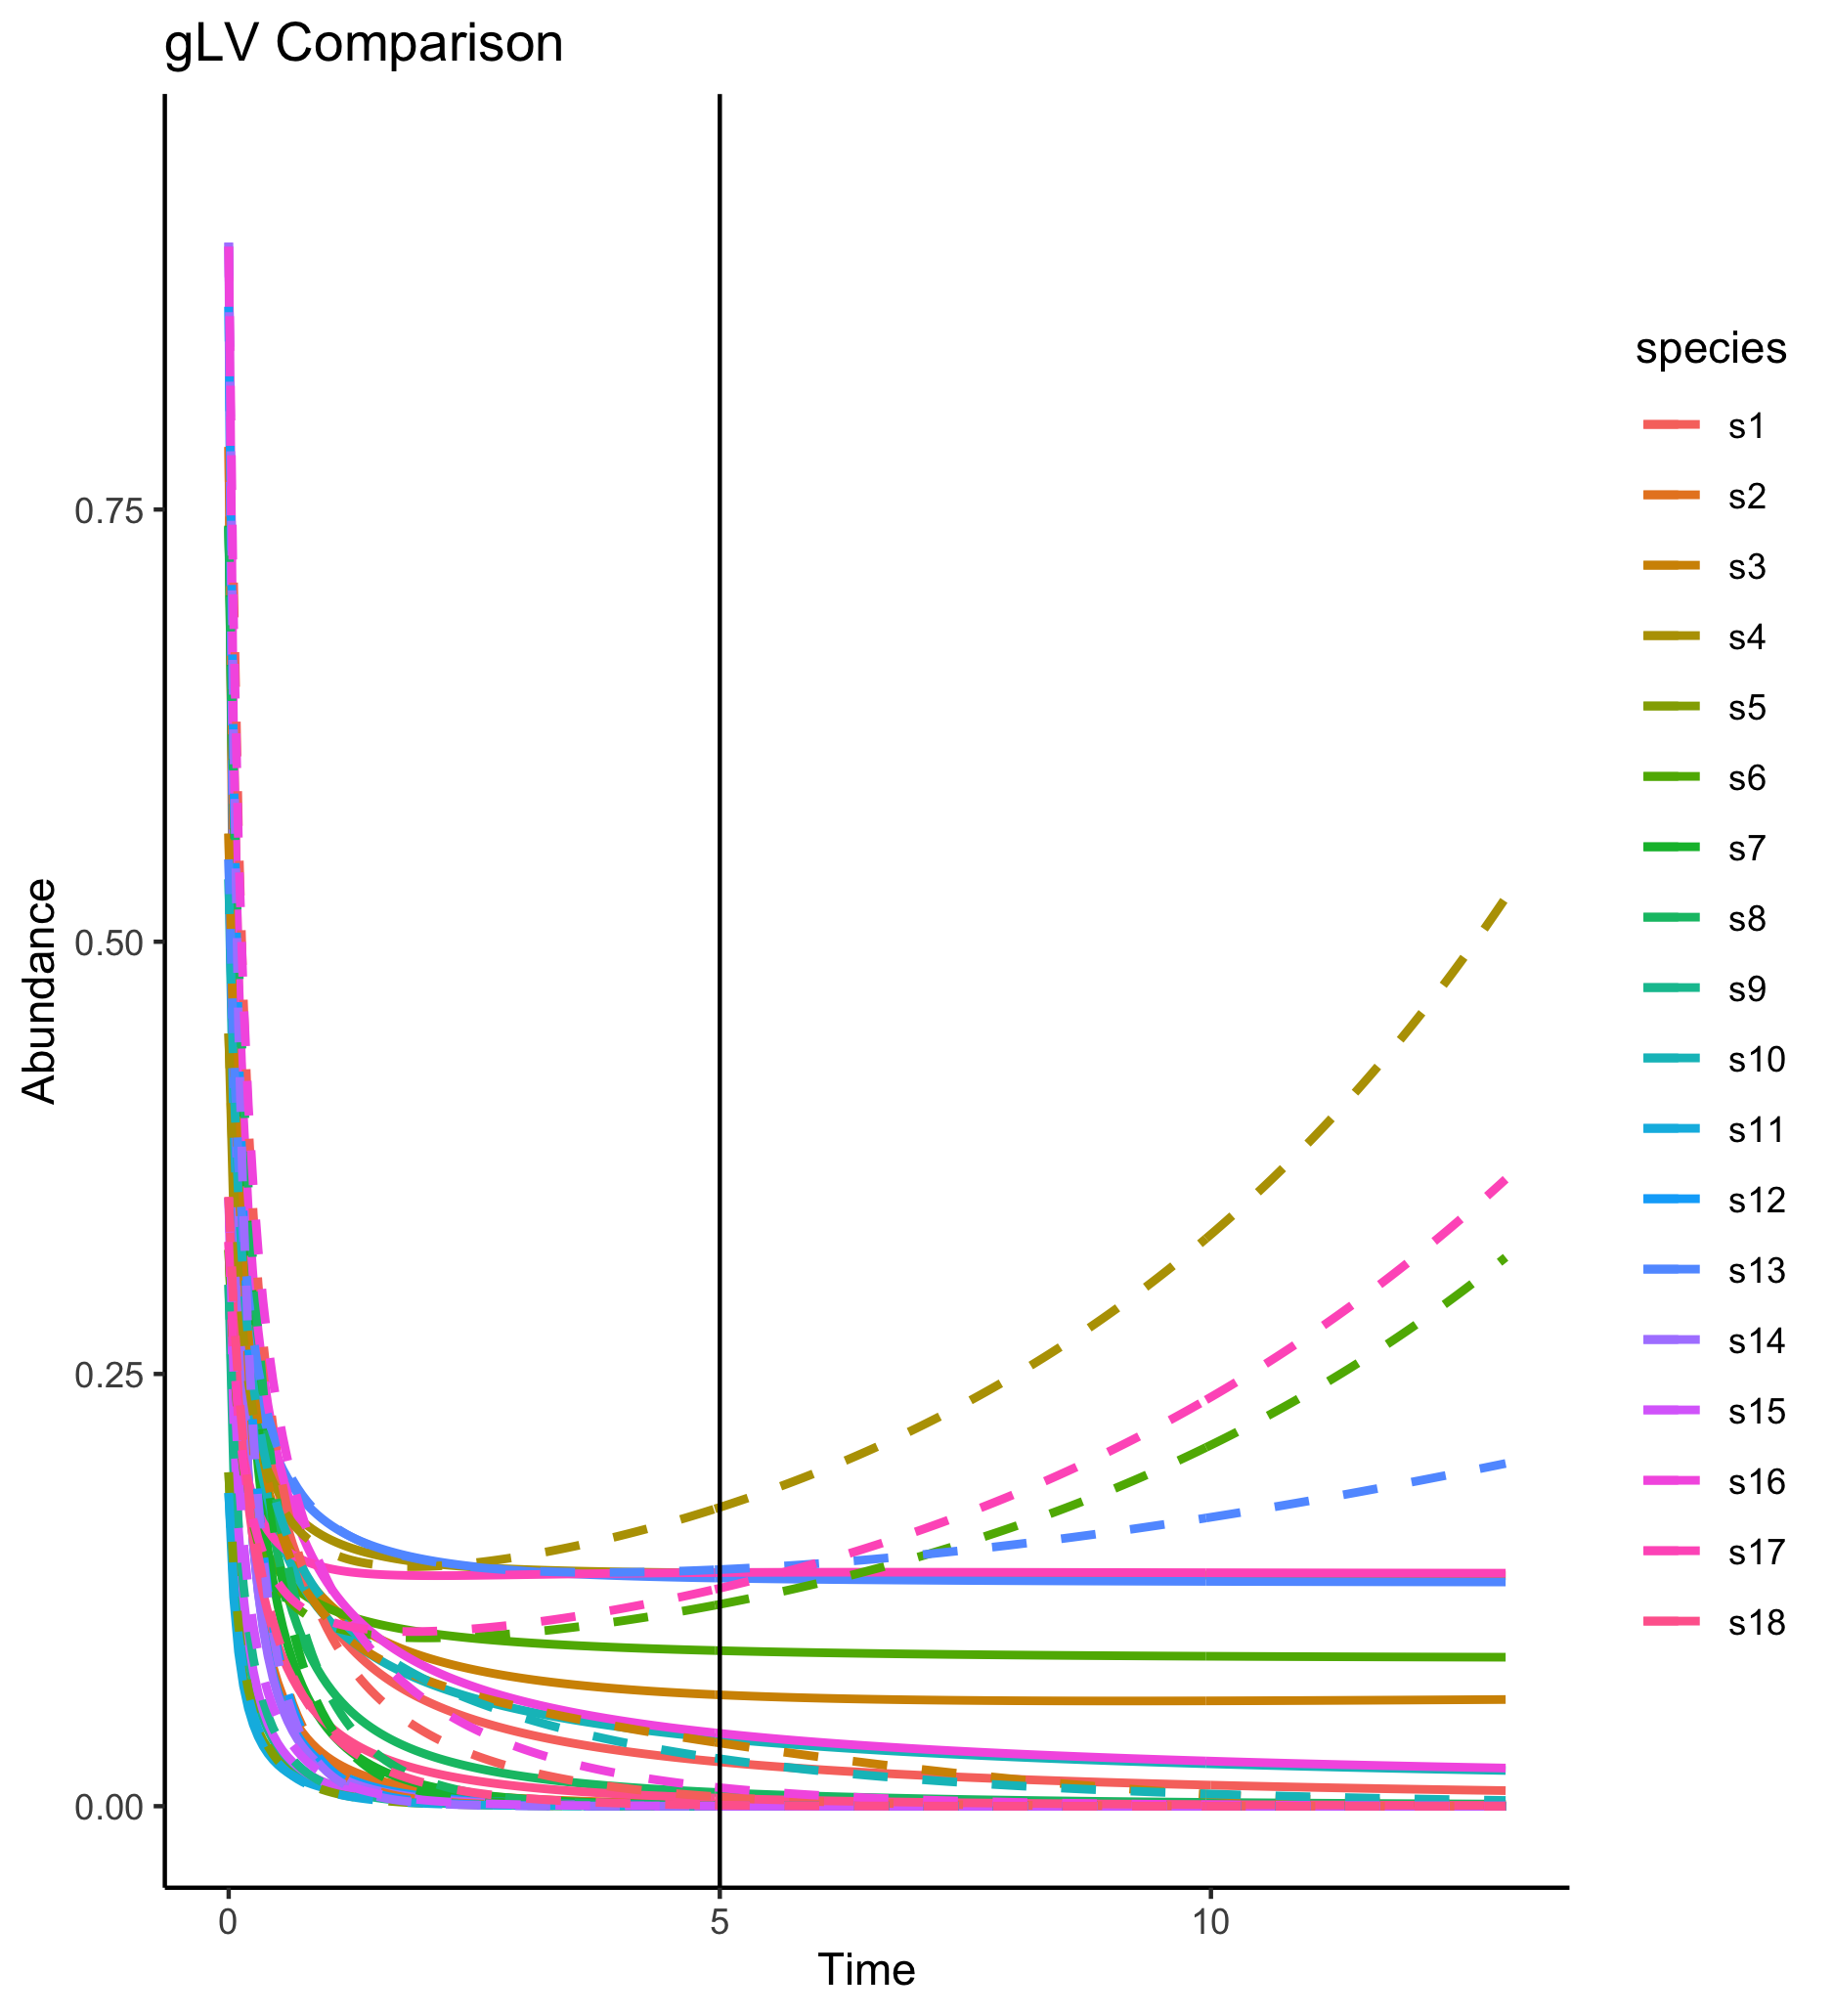 gLV Comparison
Abundance
0.75
0.50
0.25
0.00
0
5
10
Time
species
s1
s2
s3
s4
s5
s6
s7
s8
s9
s10
s11
s12
s13
s14
s15
s16
s17
s18